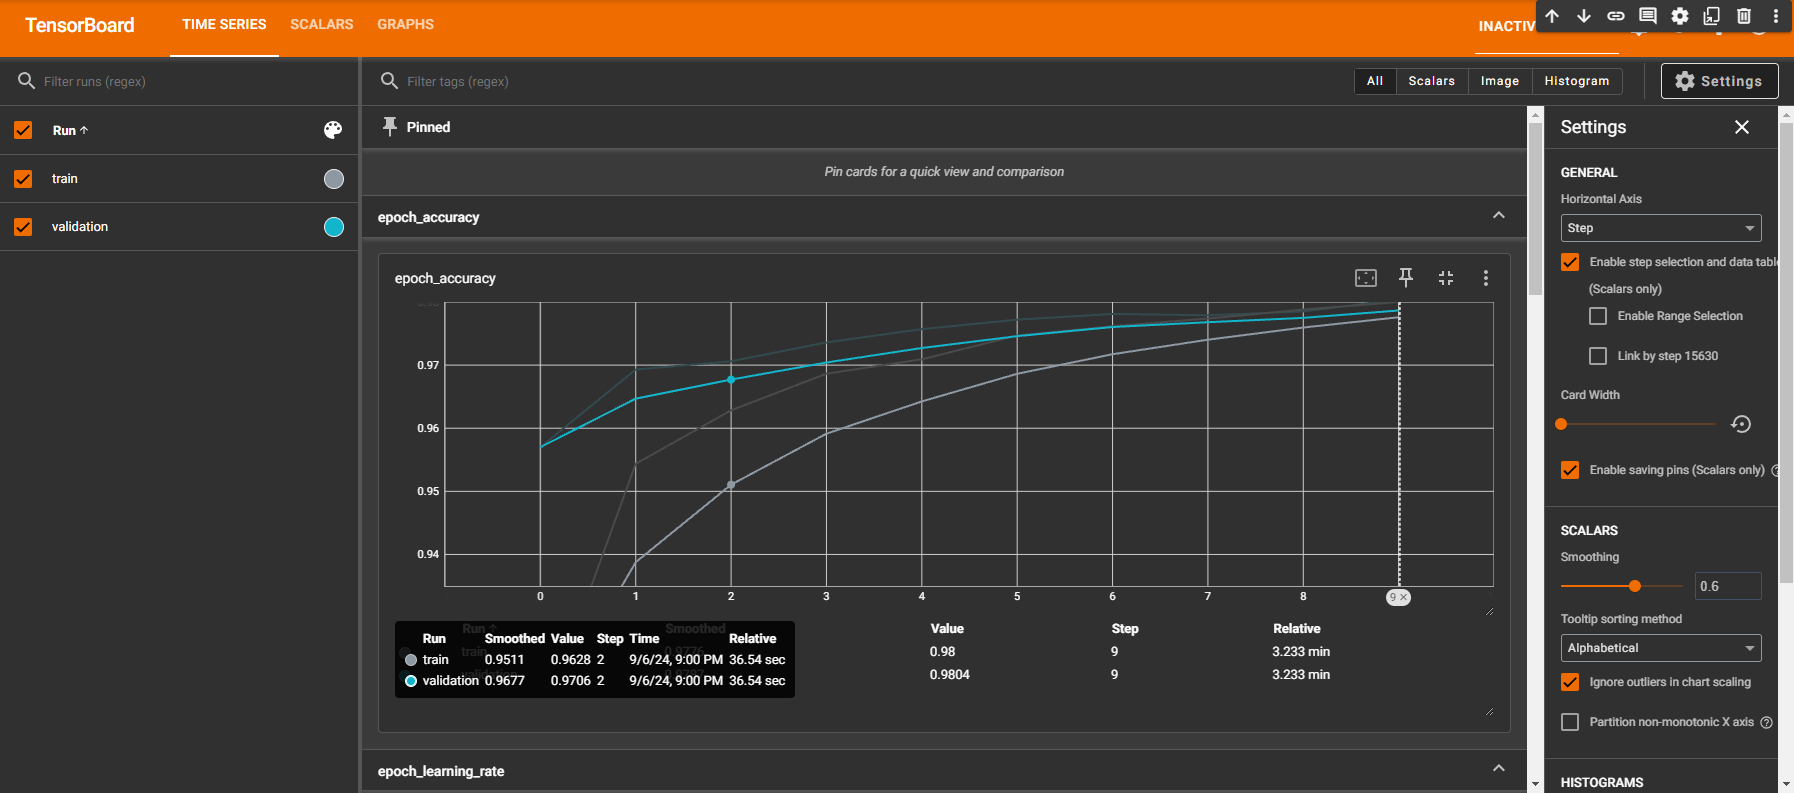 TensorBoard
TIME SERIES
SCALARS
GRAPHS
INACTIV
Filter runs (regex)
Filter tags (regex)
All
Scalars
Image
Histogram
Settings
Run
train
validation
Pinned
Pin cards for a quick view and comparison
epoch_accuracy
epoch_accuracy
0.97
0.96
0.95
0.94
0 1 2 3 4 5 6 7 8 9 ×
Run Smoothed Value Step Relative
train 0.9776 0.98 9 3.233 min
0.9804 9 3.233 min
Run Smoothed Value Step Time Relative
train 0.9511 0.9628 2 9/6/24, 9:00 PM 36.54 sec
validation 0.9677 0.9706 2 9/6/24, 9:00 PM 36.54 sec
epoch_learning_rate
Settings
GENERAL
Horizontal Axis
Step
Enable step selection and data table
(Scalars only)
Enable Range Selection
Link by step 15630
Card Width
Enable saving pins (Scalars only)
SCALARS
Smoothing
0.6
Tooltip sorting method
Alphabetical
Ignore outliers in chart scaling
Partition non-monotonic X axis
HISTOGRAMS